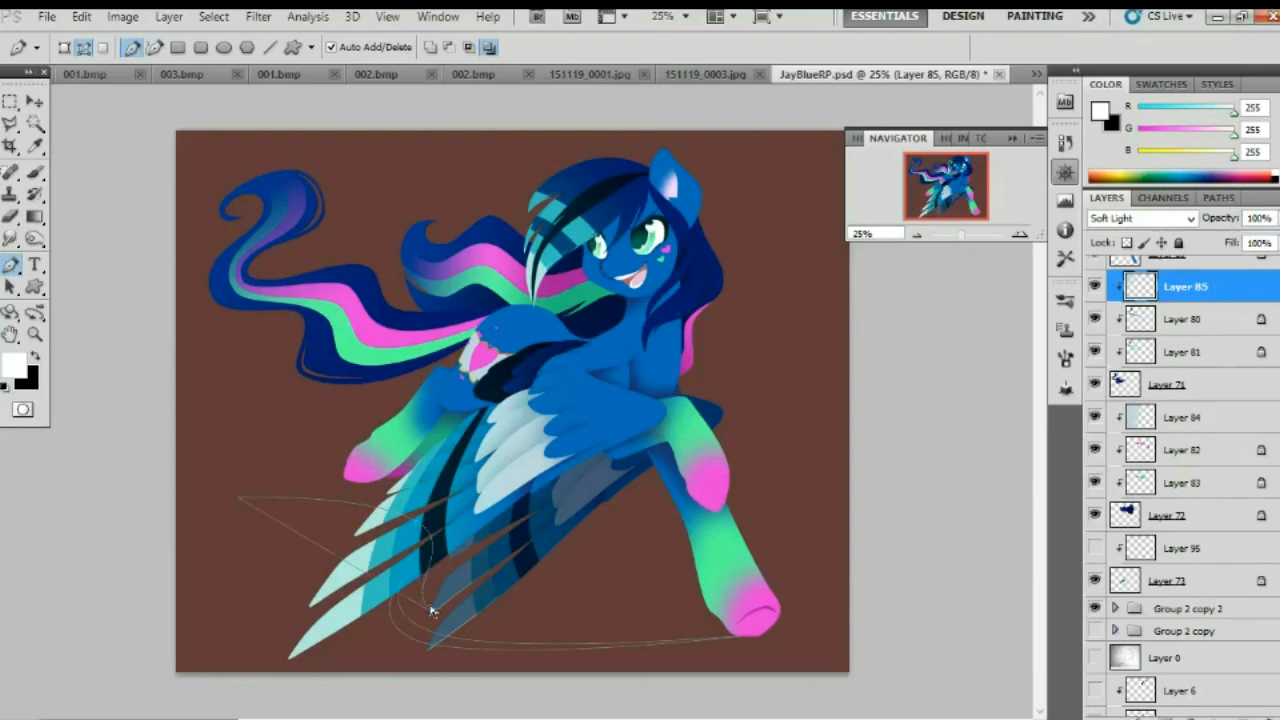 PS File Edit Image Layer Select Filter Analysis 3D View Window Help Br Mb 25% ESSENTIALS DESIGN PAINTING CS Live
Auto Add/Delete
001.bmp 003.bmp 001.bmp 002.bmp 002.bmp 151119_0001.jpg 151119_0003.jpg JayBlueRP.psd @ 25% (Layer 85, RGB/8) *
COLOR SWATCHES STYLES
Mb
R 255
G 255
B 255
NAVIGATOR
25%
LAYERS CHANNELS PATHS
Soft Light Opacity: 100%
Lock: Fill: 100%
Layer 85
Layer 80
Layer 81
Layer 71
Layer 84
Layer 82
Layer 83
Layer 72
Layer 95
Layer 73
Group 2 copy 2
Group 2 copy
Layer 0
Layer 6